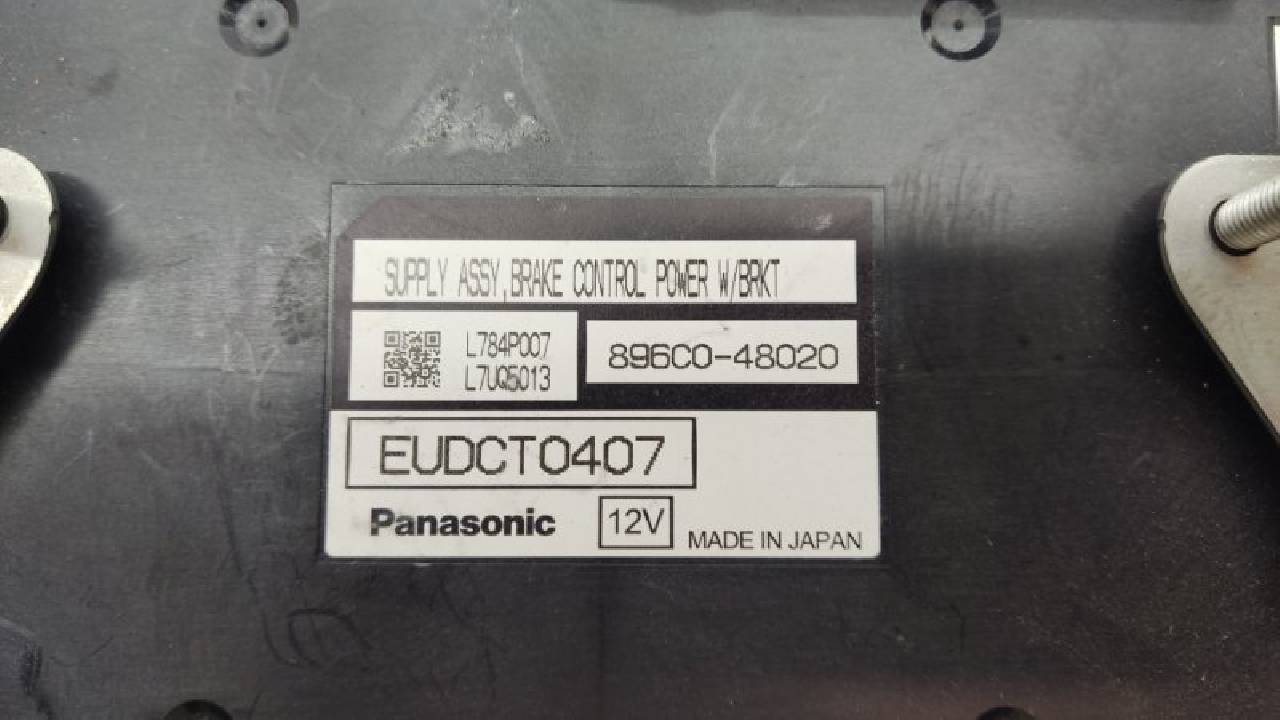 SUPPLY ASSY,BRAKE CONTROL POWER W/BRKT
L784P007
L7UQ5013
896C0-48020
EUDCT0407
Panasonic
12V
MADE IN JAPAN